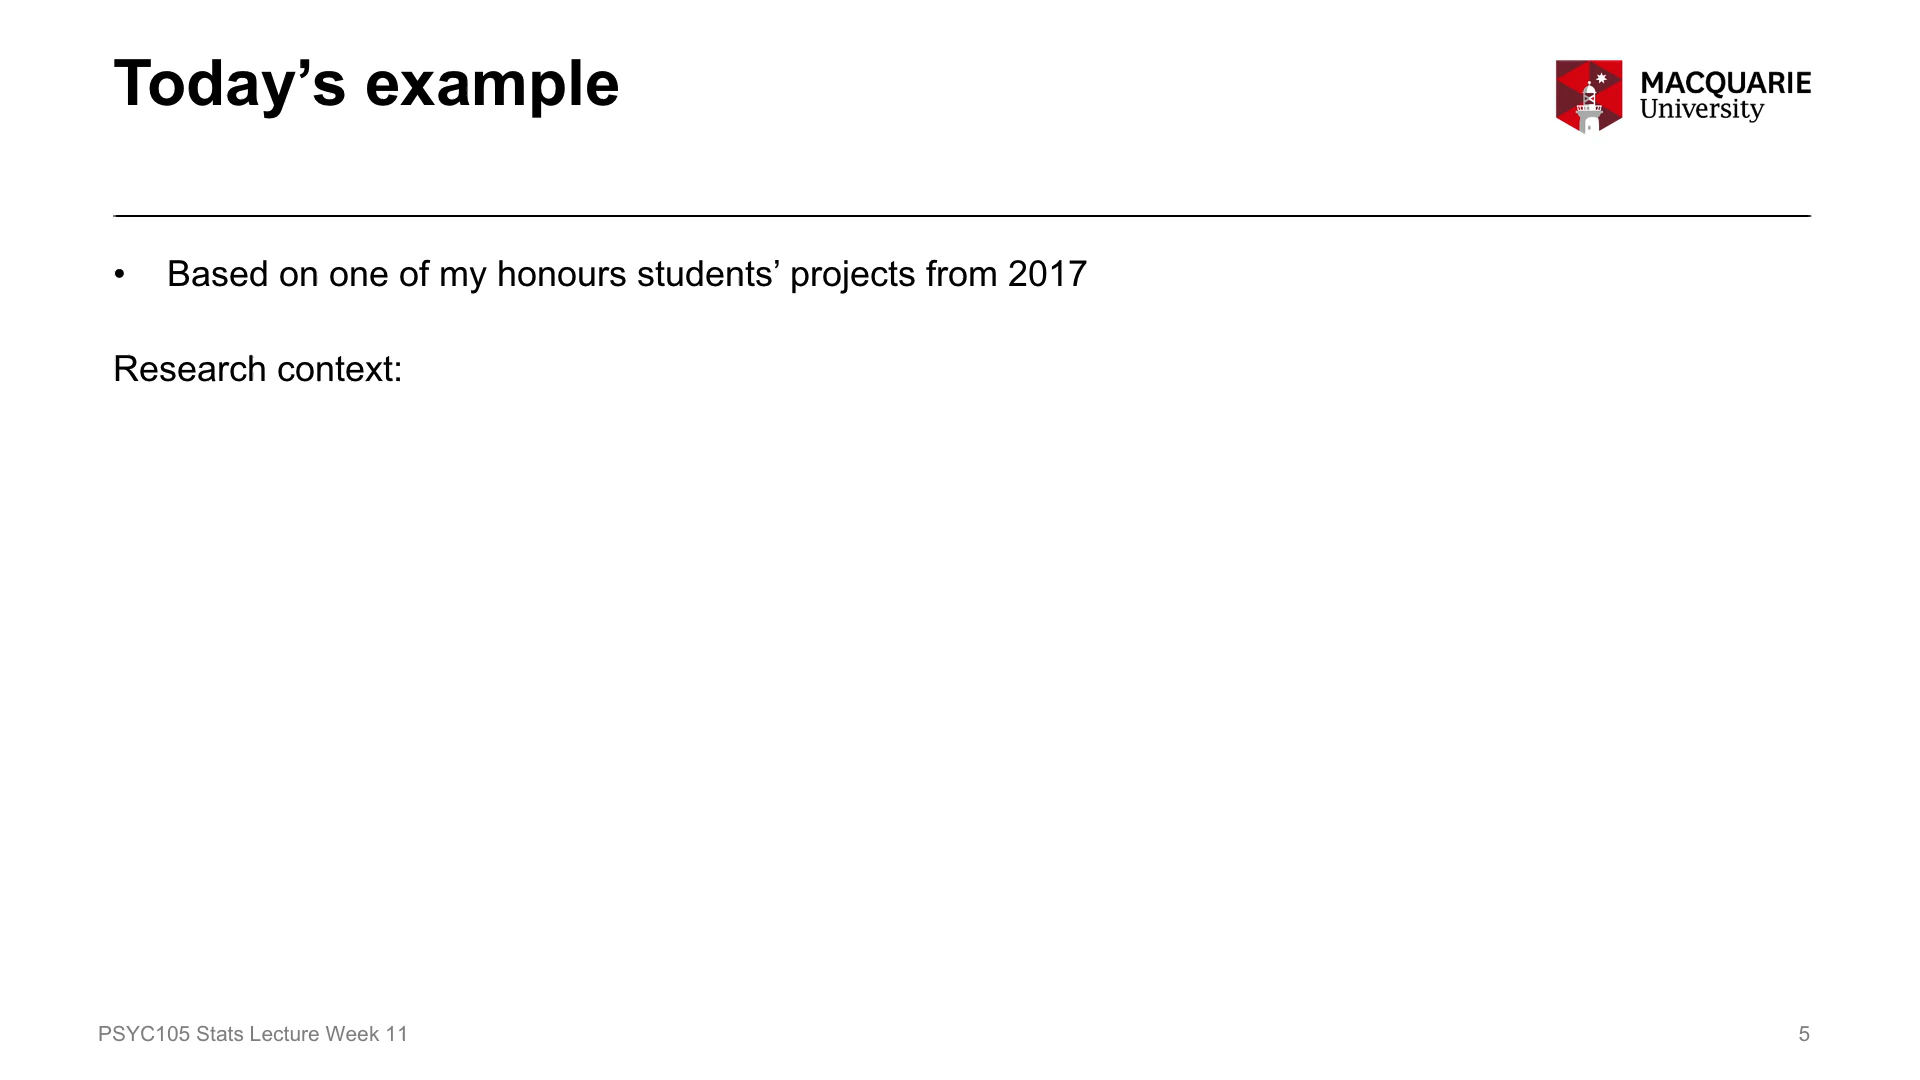 Today’s example
MACQUARIE
University
• Based on one of my honours students’ projects from 2017
Research context:
PSYC105 Stats Lecture Week 11
5